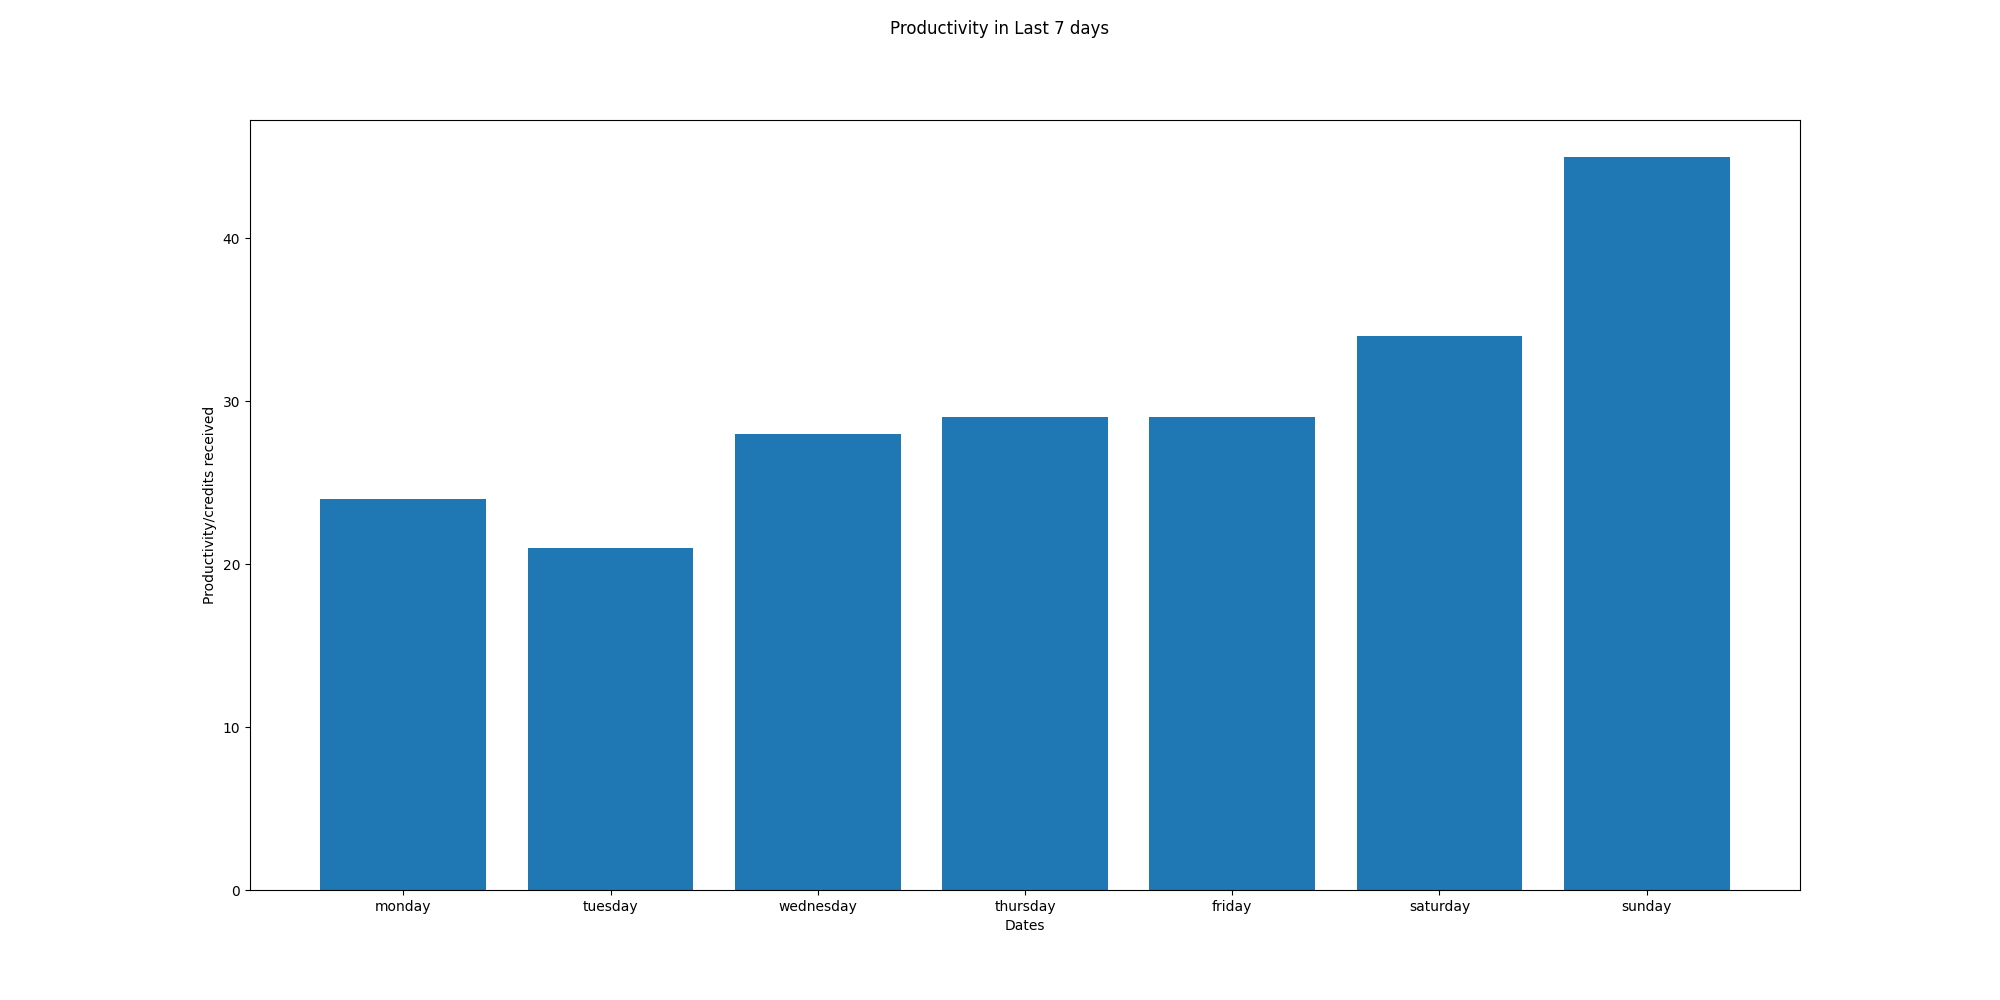 Productivity in Last 7 days
Productivity/credits received
40
30
20
10
0
monday tuesday wednesday thursday friday saturday sunday
Dates